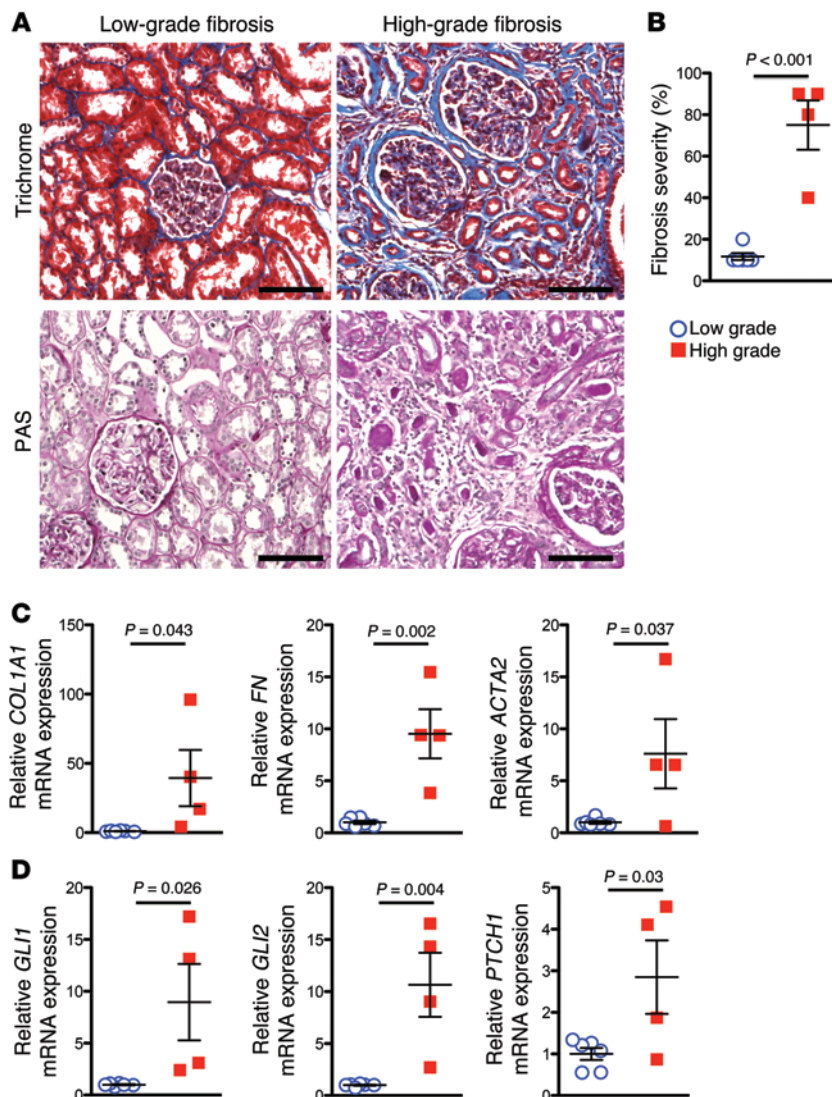 A
Low-grade fibrosis
High-grade fibrosis
Trichrome
PAS
B
P < 0.001
Fibrosis severity (%)
100
80
60
40
20
0
Low grade
High grade
C
P = 0.043
Relative COL1A1
mRNA expression
150
100
50
0
P = 0.002
Relative FN
mRNA expression
20
15
10
5
0
P = 0.037
Relative ACTA2
mRNA expression
20
15
10
5
0
D
P = 0.026
Relative GLI1
mRNA expression
20
15
10
5
0
P = 0.004
Relative GLI2
mRNA expression
20
15
10
5
0
P = 0.03
Relative PTCH1
mRNA expression
5
4
3
2
1
0